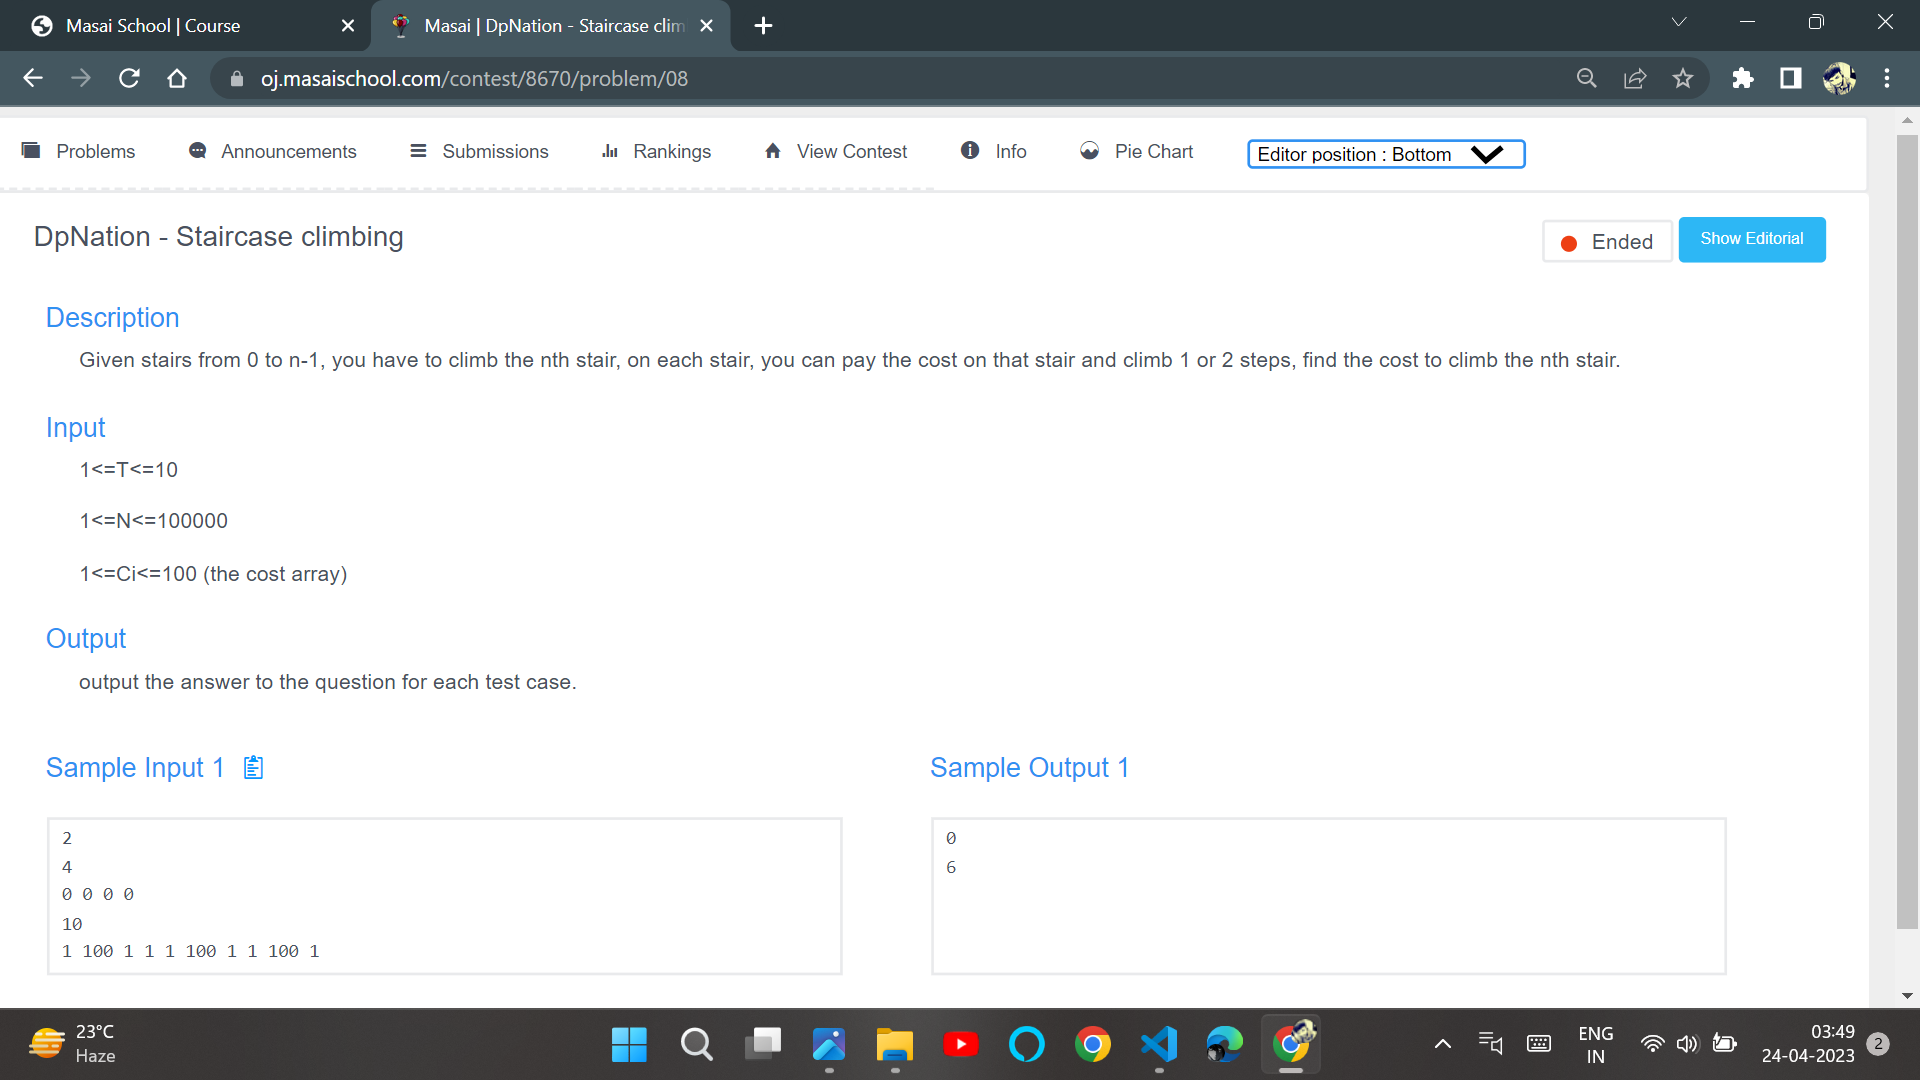 Masai School | Course
Masai | DpNation - Staircase clim
oj.masaischool.com/contest/8670/problem/08
Problems
Announcements
Submissions
Rankings
View Contest
Info
Pie Chart
Editor position : Bottom
DpNation - Staircase climbing
Ended
Show Editorial
Description
Given stairs from 0 to n-1, you have to climb the nth stair, on each stair, you can pay the cost on that stair and climb 1 or 2 steps, find the cost to climb the nth stair.
Input
1<=T<=10
1<=N<=100000
1<=Ci<=100 (the cost array)
Output
output the answer to the question for each test case.
Sample Input 1
2
4
0 0 0 0
10
1 100 1 1 1 100 1 1 100 1
Sample Output 1
0
6
23°C
Haze
ENG
IN
03:49
24-04-2023
2